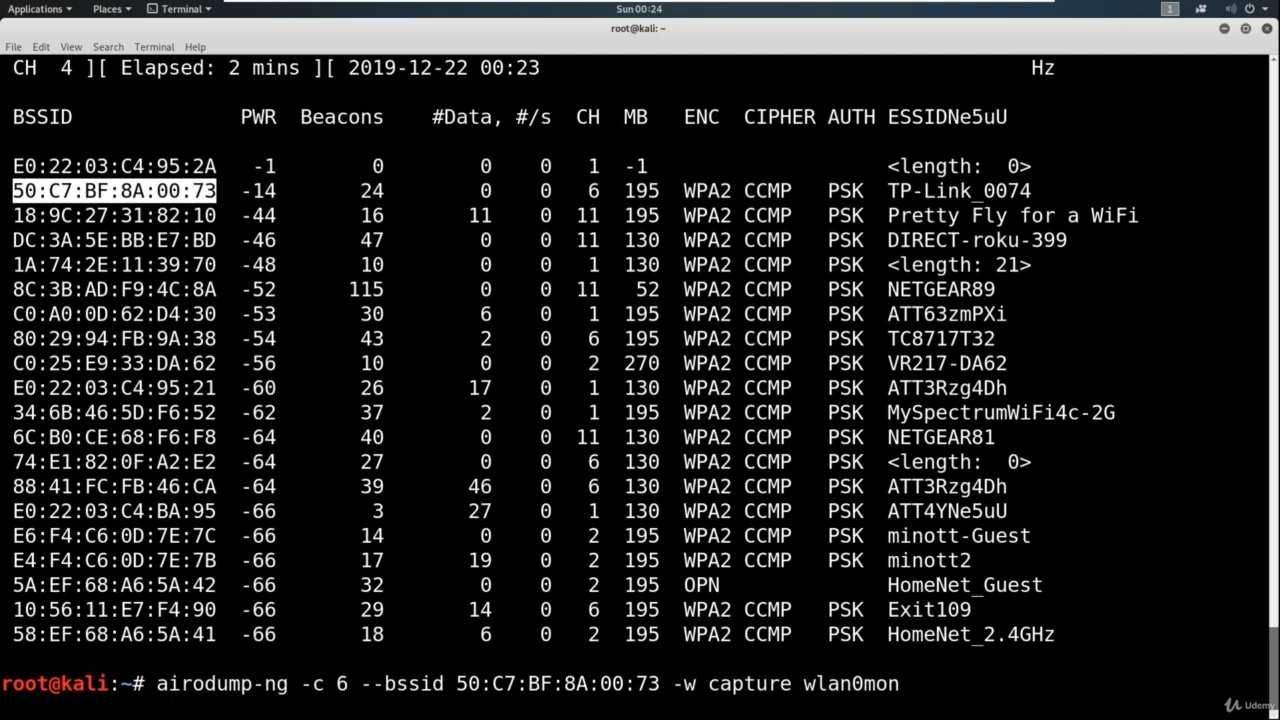 Applications Places Terminal Sun 00:24 1
root@kali: ~
File Edit View Search Terminal Help
CH  4 ][ Elapsed: 2 mins ][ 2019-12-22 00:23 Hz
BSSID PWR Beacons #Data, #/s CH MB ENC CIPHER AUTH ESSIDNe5uU
E0:22:03:C4:95:2A -1 0 0 0 1 -1 <length:  0>
50:C7:BF:8A:00:73 -14 24 0 0 6 195 WPA2 CCMP PSK TP-Link_0074
18:9C:27:31:82:10 -44 16 11 0 11 195 WPA2 CCMP PSK Pretty Fly for a WiFi
DC:3A:5E:BB:E7:BD -46 47 0 0 11 130 WPA2 CCMP PSK DIRECT-roku-399
1A:74:2E:11:39:70 -48 10 0 0 1 130 WPA2 CCMP PSK <length: 21>
8C:3B:AD:F9:4C:8A -52 115 0 0 11 52 WPA2 CCMP PSK NETGEAR89
C0:A0:0D:62:D4:30 -53 30 6 0 1 195 WPA2 CCMP PSK ATT63zmPXi
80:29:94:FB:9A:38 -54 43 2 0 6 195 WPA2 CCMP PSK TC8717T32
C0:25:E9:33:DA:62 -56 10 0 0 2 270 WPA2 CCMP PSK VR217-DA62
E0:22:03:C4:95:21 -60 26 17 0 1 130 WPA2 CCMP PSK ATT3Rzg4Dh
34:6B:46:5D:F6:52 -62 37 2 0 1 195 WPA2 CCMP PSK MySpectrumWiFi4c-2G
6C:B0:CE:68:F6:F8 -64 40 0 0 11 130 WPA2 CCMP PSK NETGEAR81
74:E1:82:0F:A2:E2 -64 27 0 0 6 130 WPA2 CCMP PSK <length:  0>
88:41:FC:FB:46:CA -64 39 46 0 6 130 WPA2 CCMP PSK ATT3Rzg4Dh
E0:22:03:C4:BA:95 -66 3 27 0 1 130 WPA2 CCMP PSK ATT4YNe5uU
E6:F4:C6:0D:7E:7C -66 14 0 0 2 195 WPA2 CCMP PSK minott-Guest
E4:F4:C6:0D:7E:7B -66 17 19 0 2 195 WPA2 CCMP PSK minott2
5A:EF:68:A6:5A:42 -66 32 0 0 2 195 OPN HomeNet_Guest
10:56:11:E7:F4:90 -66 29 14 0 6 195 WPA2 CCMP PSK Exit109
58:EF:68:A6:5A:41 -66 18 6 0 2 195 WPA2 CCMP PSK HomeNet_2.4GHz
root@kali:~# airodump-ng -c 6 --bssid 50:C7:BF:8A:00:73 -w capture wlan0mon
Udemy